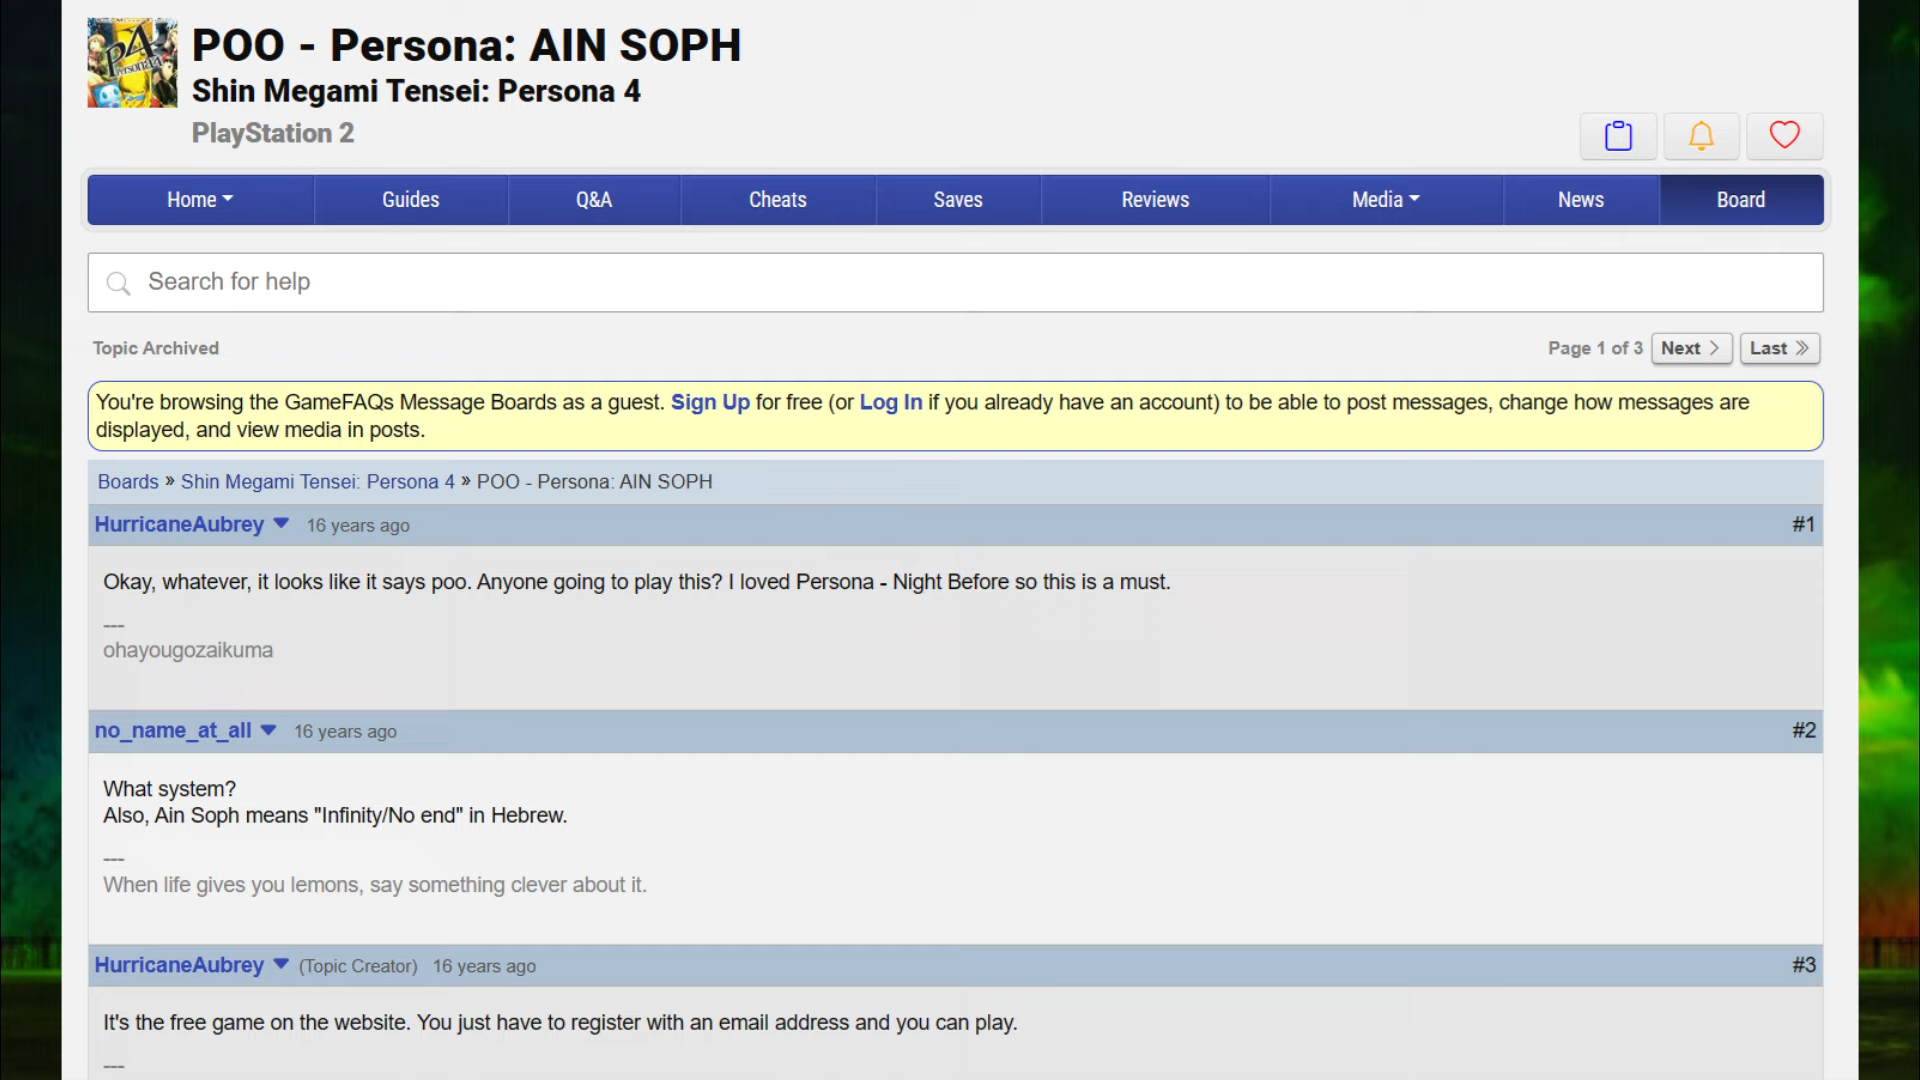 P4
PERSONA4
POO - Persona: AIN SOPH
Shin Megami Tensei: Persona 4
PlayStation 2
Home Guides Q&A Cheats Saves Reviews Media News Board
Search for help
Topic Archived Page 1 of 3 Next Last
You're browsing the GameFAQs Message Boards as a guest. Sign Up for free (or Log In if you already have an account) to be able to post messages, change how messages are
displayed, and view media in posts.
Boards » Shin Megami Tensei: Persona 4 » POO - Persona: AIN SOPH
HurricaneAubrey 16 years ago #1
Okay, whatever, it looks like it says poo. Anyone going to play this? I loved Persona - Night Before so this is a must.
---
ohayougozaikuma
no_name_at_all 16 years ago #2
What system?
Also, Ain Soph means "Infinity/No end" in Hebrew.
---
When life gives you lemons, say something clever about it.
HurricaneAubrey (Topic Creator) 16 years ago #3
It's the free game on the website. You just have to register with an email address and you can play.
---